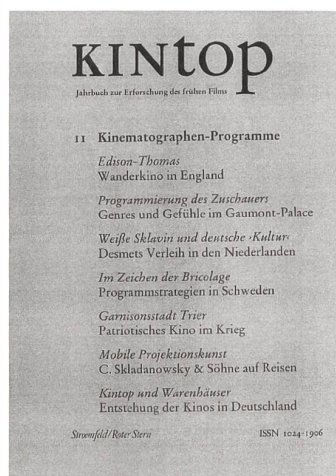 KINtop
Jahrbuch zur Erforschung des frühen Films
11 Kinematographen-Programme
Edison-Thomas
Wanderkino in England
Programmierung des Zuschauers
Genres und Gefühle im Gaumont-Palace
Weiße Sklavin und deutsche ›Kultur‹
Desmets Verleih in den Niederlanden
Im Zeichen der Bricolage
Programmstrategien in Schweden
Garnisonsstadt Trier
Patriotisches Kino im Krieg
Mobile Projektionskunst
C. Skladanowsky & Söhne auf Reisen
Kintop und Warenhäuser
Entstehung der Kinos in Deutschland
Stroemfeld/Roter Stern ISSN 1024-1906